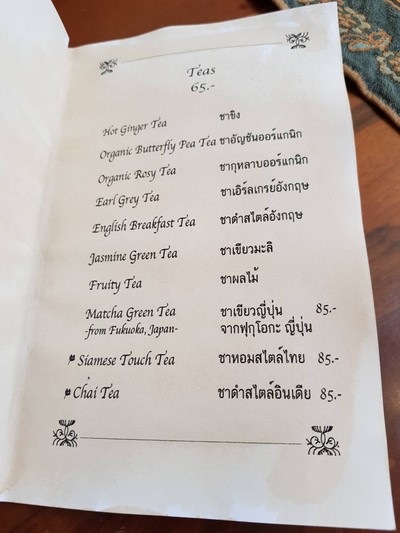 Teas
65.-
Hot Ginger Tea ชาขิง
Organic Butterfly Pea Tea ชาอัญชันออร์แกนิก
Organic Rosy Tea ชากุหลาบออร์แกนิก
Earl Grey Tea ชาเอิร์ลเกรย์อังกฤษ
English Breakfast Tea ชาดำสไตล์อังกฤษ
Jasmine Green Tea ชาเขียวมะลิ
Fruity Tea ชาผลไม้
Matcha Green Tea ชาเขียวญี่ปุ่น 85.-
-from Fukuoka, Japan- จากฟุกุโอกะ ญี่ปุ่น
Siamese Touch Tea ชาหอมสไตล์ไทย 85.-
Chai Tea ชาดำสไตล์อินเดีย 85.-